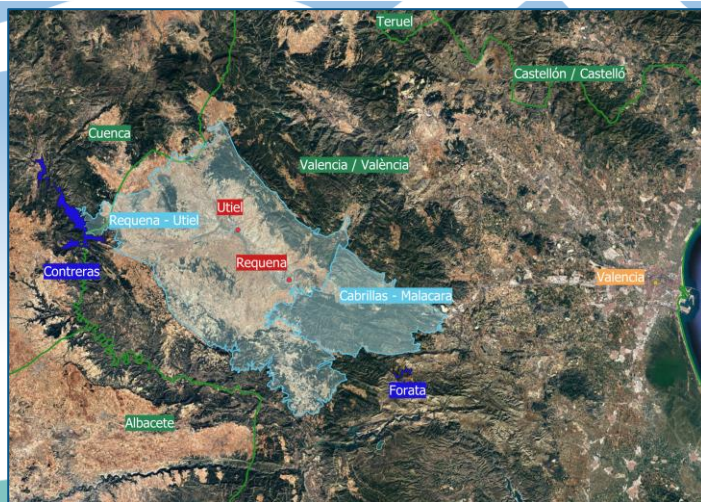 Teruel
Castellón / Castelló
Cuenca
Valencia / València
Utiel
Requena - Utiel
Requena
Contreras
Valencia
Cabrillas - Malacara
Forata
Albacete